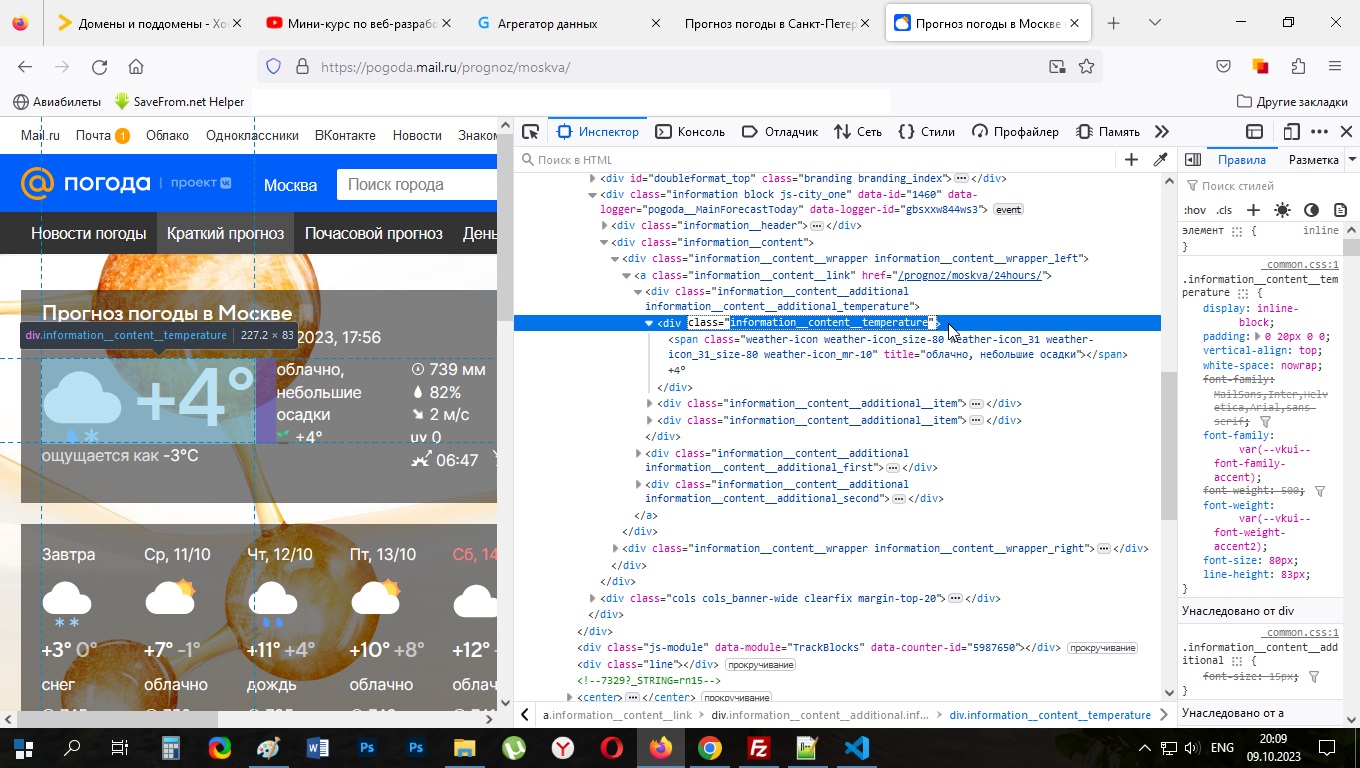 Домены и поддомены - Хо
Мини-курс по веб-разрабо
Агрегатор данных
Прогноз погоды в Санкт-Петер
Прогноз погоды в Москве
https://pogoda.mail.ru/prognoz/moskva/
Авиабилеты
SaveFrom.net Helper
Другие закладки
Mail.ru Почта 1 Облако Одноклассники ВКонтакте Новости Знаком
погода проект
Москва
Поиск города
Новости погоды Краткий прогноз Почасовой прогноз День
Прогноз погоды в Москве
2023, 17:56
div.information__content__temperature 227.2 × 83
+4°
облачно,
небольшие
осадки
+4°
739 мм
82%
2 м/с
uv 0
06:47
ощущается как -3°C
Завтра Ср, 11/10 Чт, 12/10 Пт, 13/10 Сб, 14
+3° 0° +7° -1° +11° +4° +10° +8° +12°
снег облачно дождь облачно облач
Инспектор Консоль Отладчик Сеть Стили Профайлер Память
Поиск в HTML
<div id="doubleformat_top" class="branding branding_index"></div>
<div class="information block js-city_one" data-id="1460" data-
logger="pogoda__MainForecastToday" data-logger-id="gbsxxw844ws3"> event
<div class="information__header"></div>
<div class="information__content">
<div class="information__content__wrapper information__content__wrapper_left">
<a class="information__content__link" href="/prognoz/moskva/24hours/">
<div class="information__content__additional
information__content__additional_temperature">
<div class="information__content__temperature">
<span class="weather-icon weather-icon_size-80 weather-icon_31 weather-
icon_31_size-80 weather-icon_mr-10" title="облачно, небольшие осадки"></span>
+4°
</div>
<div class="information__content__additional__item"></div>
<div class="information__content__additional__item"></div>
</div>
<div class="information__content__additional
information__content__additional_first"></div>
<div class="information__content__additional
information__content__additional_second"></div>
</a>
</div>
<div class="information__content__wrapper information__content__wrapper_right"></div>
</div>
</div>
<div class="cols cols_banner-wide clearfix margin-top-20"></div>
</div>
</div>
<div class="js-module" data-module="TrackBlocks" data-counter-id="5987650"></div> прокручивание
<div class="line"></div> прокручивание
<!--7329?_STRING=rn15-->
<center></center> прокручивание
a.information__content__link
div.information__content__additional.inf...
div.information__content__temperature
Правила Разметка
Поиск стилей
:hov .cls
элемент { inline
}
_common.css:1
.information__content__tem
perature {
display: inline-
block;
padding: 0 20px 0 0;
vertical-align: top;
white-space: nowrap;
font-family:
MailSans,Inter,Helv
etica,Arial,sans-
serif;
font-family:
var(--vkui--
font-family-
accent);
font-weight: 500;
font-weight:
var(--vkui--
font-weight-
accent2);
font-size: 80px;
line-height: 83px;
}
Унаследовано от div
_common.css:1
.information__content__add
itional {
font-size: 15px;
}
Унаследовано от a
ENG
20:09
09.10.2023